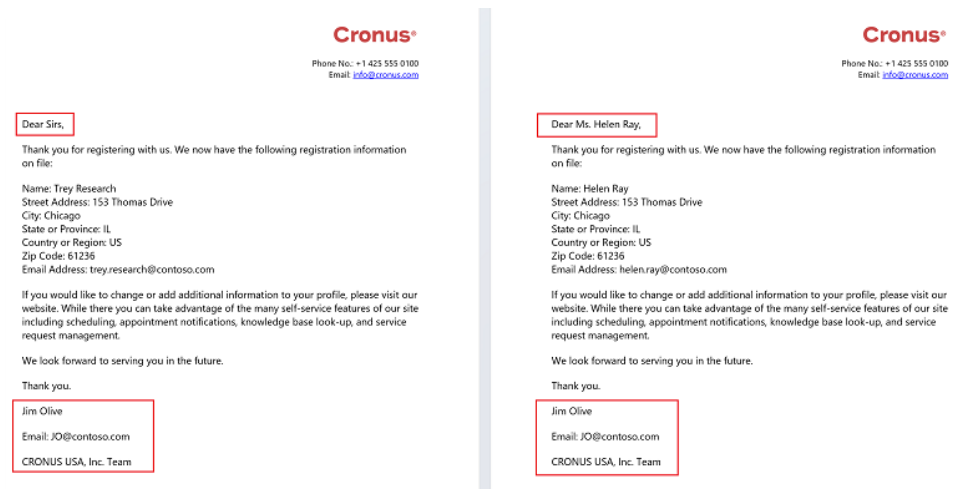 Cronus®
Phone No.: +1 425 555 0100
Email: info@cronus.com
Dear Sirs,
Thank you for registering with us. We now have the following registration information
on file:
Name: Trey Research
Street Address: 153 Thomas Drive
City: Chicago
State or Province: IL
Country or Region: US
Zip Code: 61236
Email Address: trey.research@contoso.com
If you would like to change or add additional information to your profile, please visit our
website. While there you can take advantage of the many self-service features of our site
including scheduling, appointment notifications, knowledge base look-up, and service
request management.
We look forward to serving you in the future.
Thank you.
Jim Olive
Email: JO@contoso.com
CRONUS USA, Inc. Team
Cronus®
Phone No.: +1 425 555 0100
Email: info@cronus.com
Dear Ms. Helen Ray,
Thank you for registering with us. We now have the following registration information
on file:
Name: Helen Ray
Street Address: 153 Thomas Drive
City: Chicago
State or Province: IL
Country or Region: US
Zip Code: 61236
Email Address: helen.ray@contoso.com
If you would like to change or add additional information to your profile, please visit our
website. While there you can take advantage of the many self-service features of our site
including scheduling, appointment notifications, knowledge base look-up, and service
request management.
We look forward to serving you in the future.
Thank you.
Jim Olive
Email: JO@contoso.com
CRONUS USA, Inc. Team